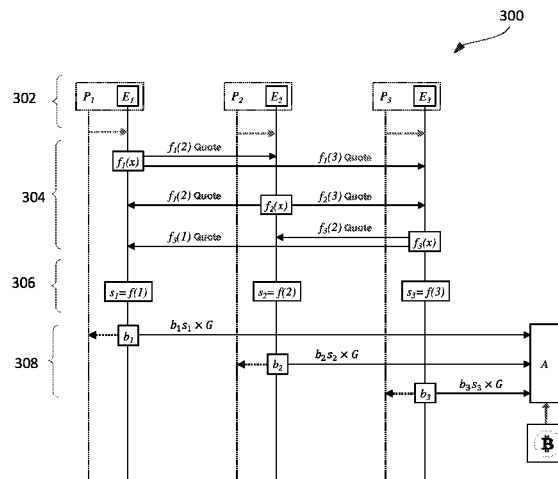 300
302
P1 E1 P2 E2 P3 E3
304
f1(x) f1(2) Quote f1(3) Quote
f1(2) Quote f2(x) f2(3) Quote
f3(2) Quote
f3(1) Quote f3(x)
306
s1=f(1) s2=f(2) s3=f(3)
308
b1 b1s1 × G
b2 b2s2 × G
b3 b3s3 × G
A
₿